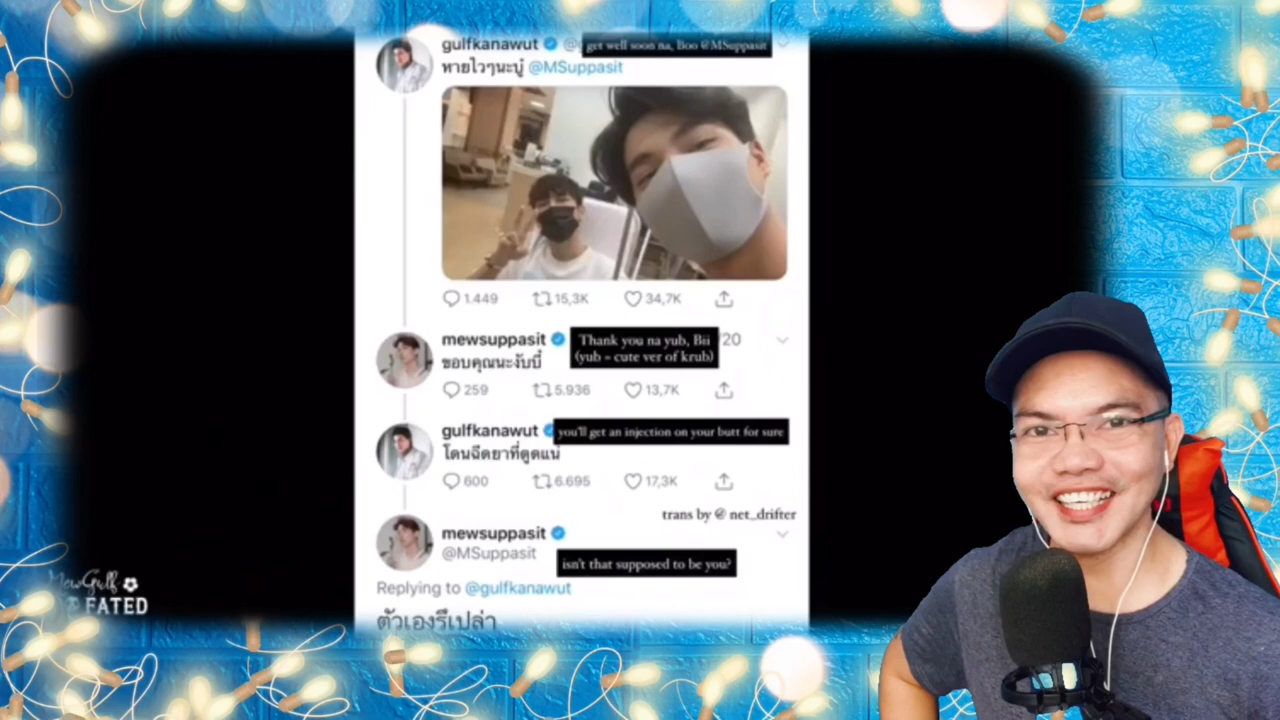 gulfkanawut
get well soon na, Boo @MSuppasit
หายไวๆนะบู๋ @MSuppasit
1.449 15,3K 34,7K
mewsuppasit
Thank you na yub, Bii
(yub = cute ver of krub)
/20
ขอบคุณนะงับบี๋
259 5.936 13,7K
gulfkanawut
you'll get an injection on your butt for sure
โดนฉีดยาที่ตูดแน่
600 6.695 17,3K
trans by @ net_drifter
mewsuppasit
@MSuppasit
isn't that supposed to be you?
Replying to @gulfkanawut
ตัวเองรึเปล่า
MewGulf
FATED